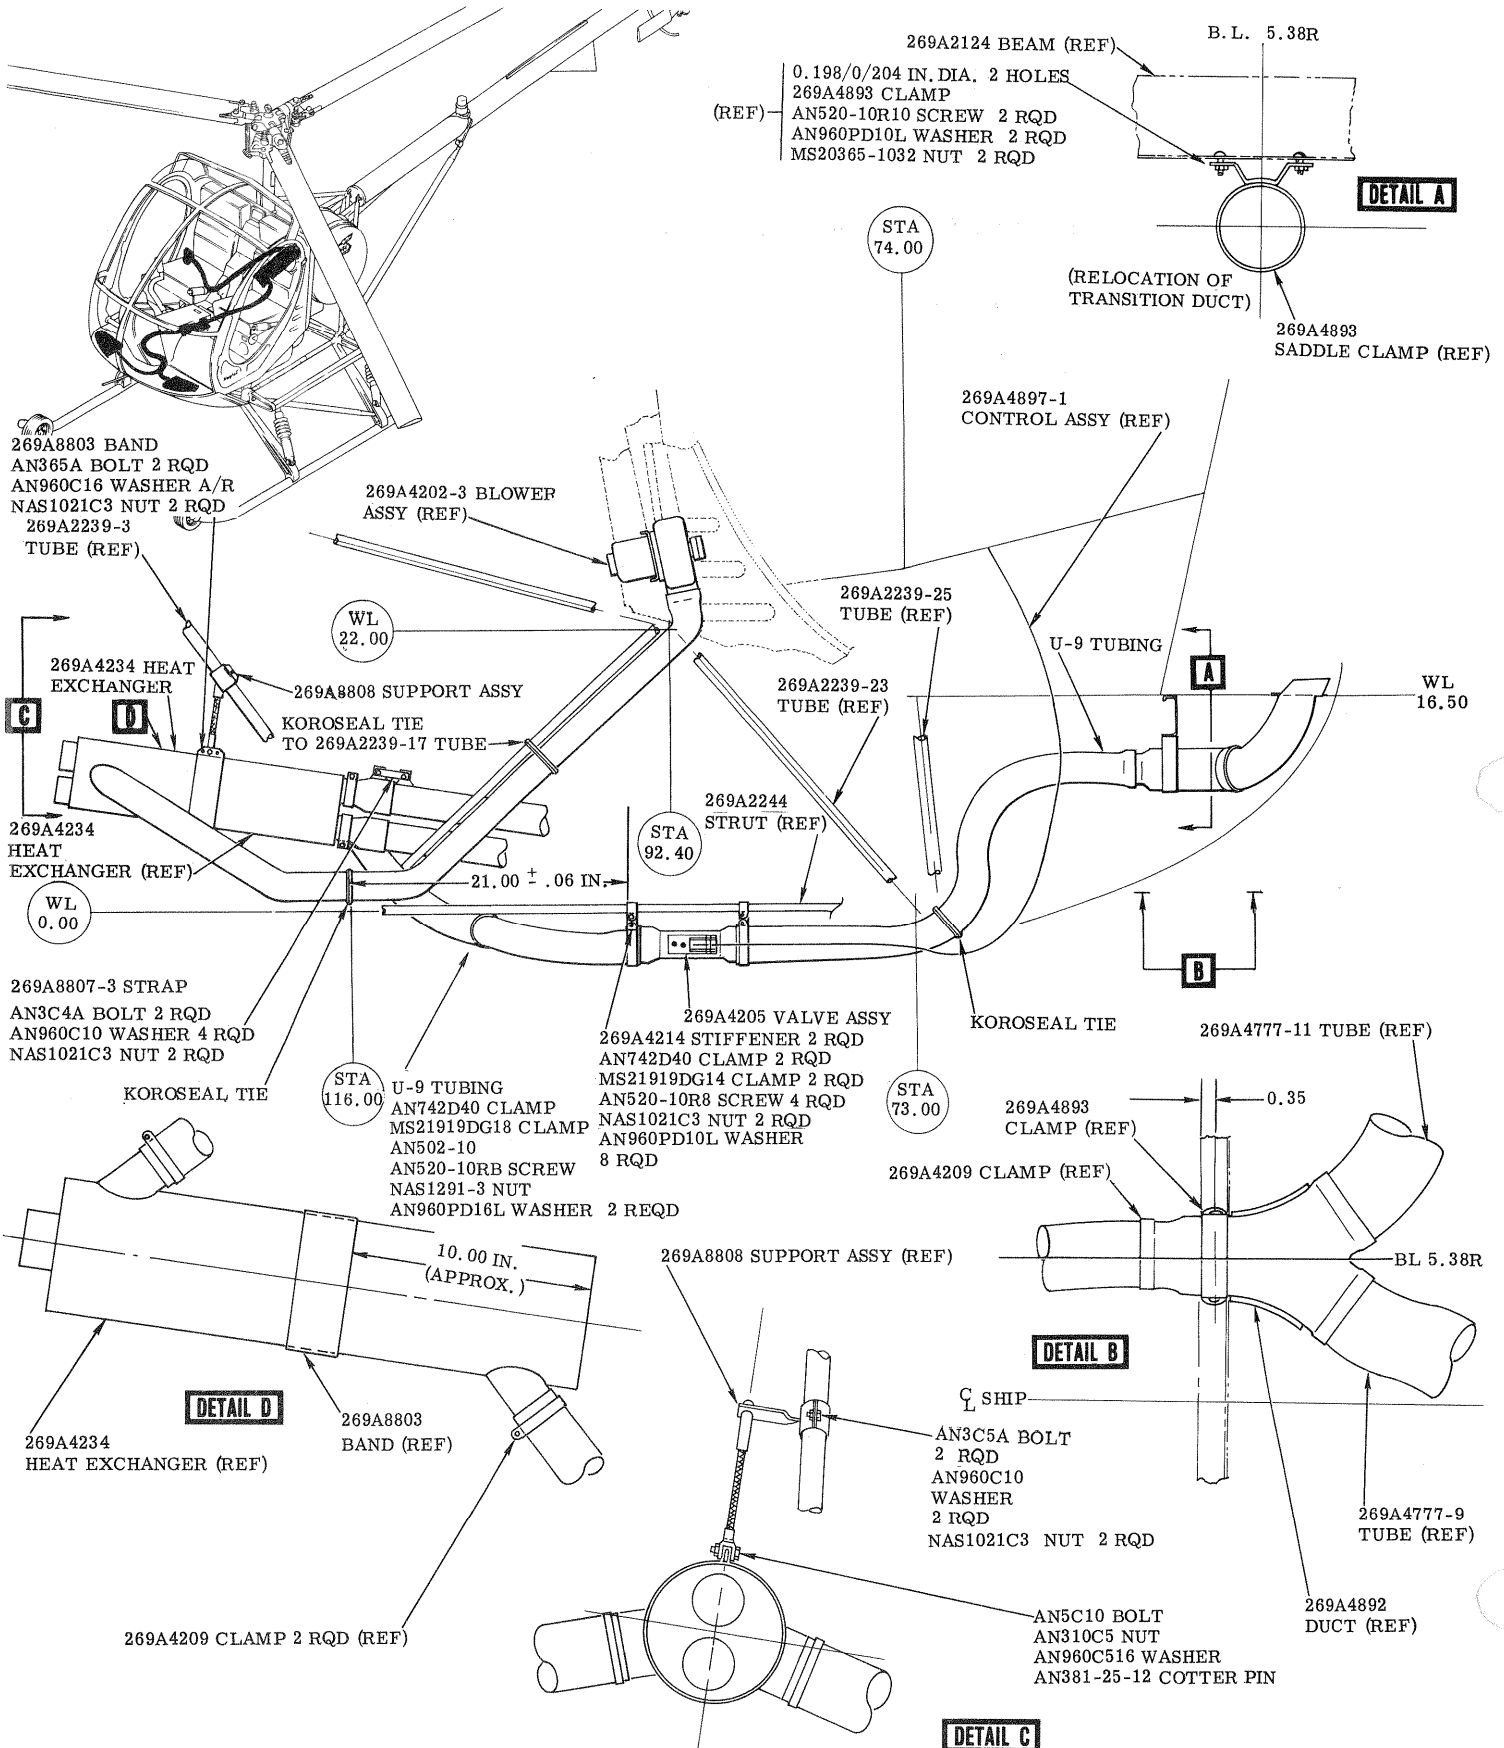 269A2124 BEAM (REF)
B.L. 5.38R
(REF)
0.198/0/204 IN. DIA. 2 HOLES
269A4893 CLAMP
AN520-10R10 SCREW 2 RQD
AN960PD10L WASHER 2 RQD
MS20365-1032 NUT 2 RQD
DETAIL A
(RELOCATION OF
TRANSITION DUCT)
269A4893
SADDLE CLAMP (REF)
STA
74.00
269A4897-1
CONTROL ASSY (REF)
269A8803 BAND
AN365A BOLT 2 RQD
AN960C16 WASHER A/R
NAS1021C3 NUT 2 RQD
269A2239-3
TUBE (REF)
269A4202-3 BLOWER
ASSY (REF)
WL
22.00
269A2239-25
TUBE (REF)
U-9 TUBING
A
WL
16.50
269A4234 HEAT
EXCHANGER
C
D
269A8808 SUPPORT ASSY
KOROSEAL TIE
TO 269A2239-17 TUBE
269A2239-23
TUBE (REF)
269A2244
STRUT (REF)
STA
92.40
269A4234
HEAT
EXCHANGER (REF)
21.00 ± .06 IN.
WL
0.00
B
269A8807-3 STRAP
AN3C4A BOLT 2 RQD
AN960C10 WASHER 4 RQD
NAS1021C3 NUT 2 RQD
KOROSEAL TIE
STA
116.00
U-9 TUBING
AN742D40 CLAMP
MS21919DG18 CLAMP
AN502-10
AN520-10RB SCREW
NAS1291-3 NUT
AN960PD16L WASHER 2 REQD
269A4205 VALVE ASSY
269A4214 STIFFENER 2 RQD
AN742D40 CLAMP 2 RQD
MS21919DG14 CLAMP 2 RQD
AN520-10R8 SCREW 4 RQD
NAS1021C3 NUT 2 RQD
AN960PD10L WASHER
8 RQD
STA
73.00
KOROSEAL TIE
269A4777-11 TUBE (REF)
0.35
269A4893
CLAMP (REF)
269A4209 CLAMP (REF)
BL 5.38R
DETAIL B
CL SHIP
269A4777-9
TUBE (REF)
269A4892
DUCT (REF)
10.00 IN.
(APPROX.)
DETAIL D
269A4234
HEAT EXCHANGER (REF)
269A8803
BAND (REF)
269A4209 CLAMP 2 RQD (REF)
269A8808 SUPPORT ASSY (REF)
AN3C5A BOLT
2 RQD
AN960C10
WASHER
2 RQD
NAS1021C3 NUT 2 RQD
AN5C10 BOLT
AN310C5 NUT
AN960C516 WASHER
AN381-25-12 COTTER PIN
DETAIL C